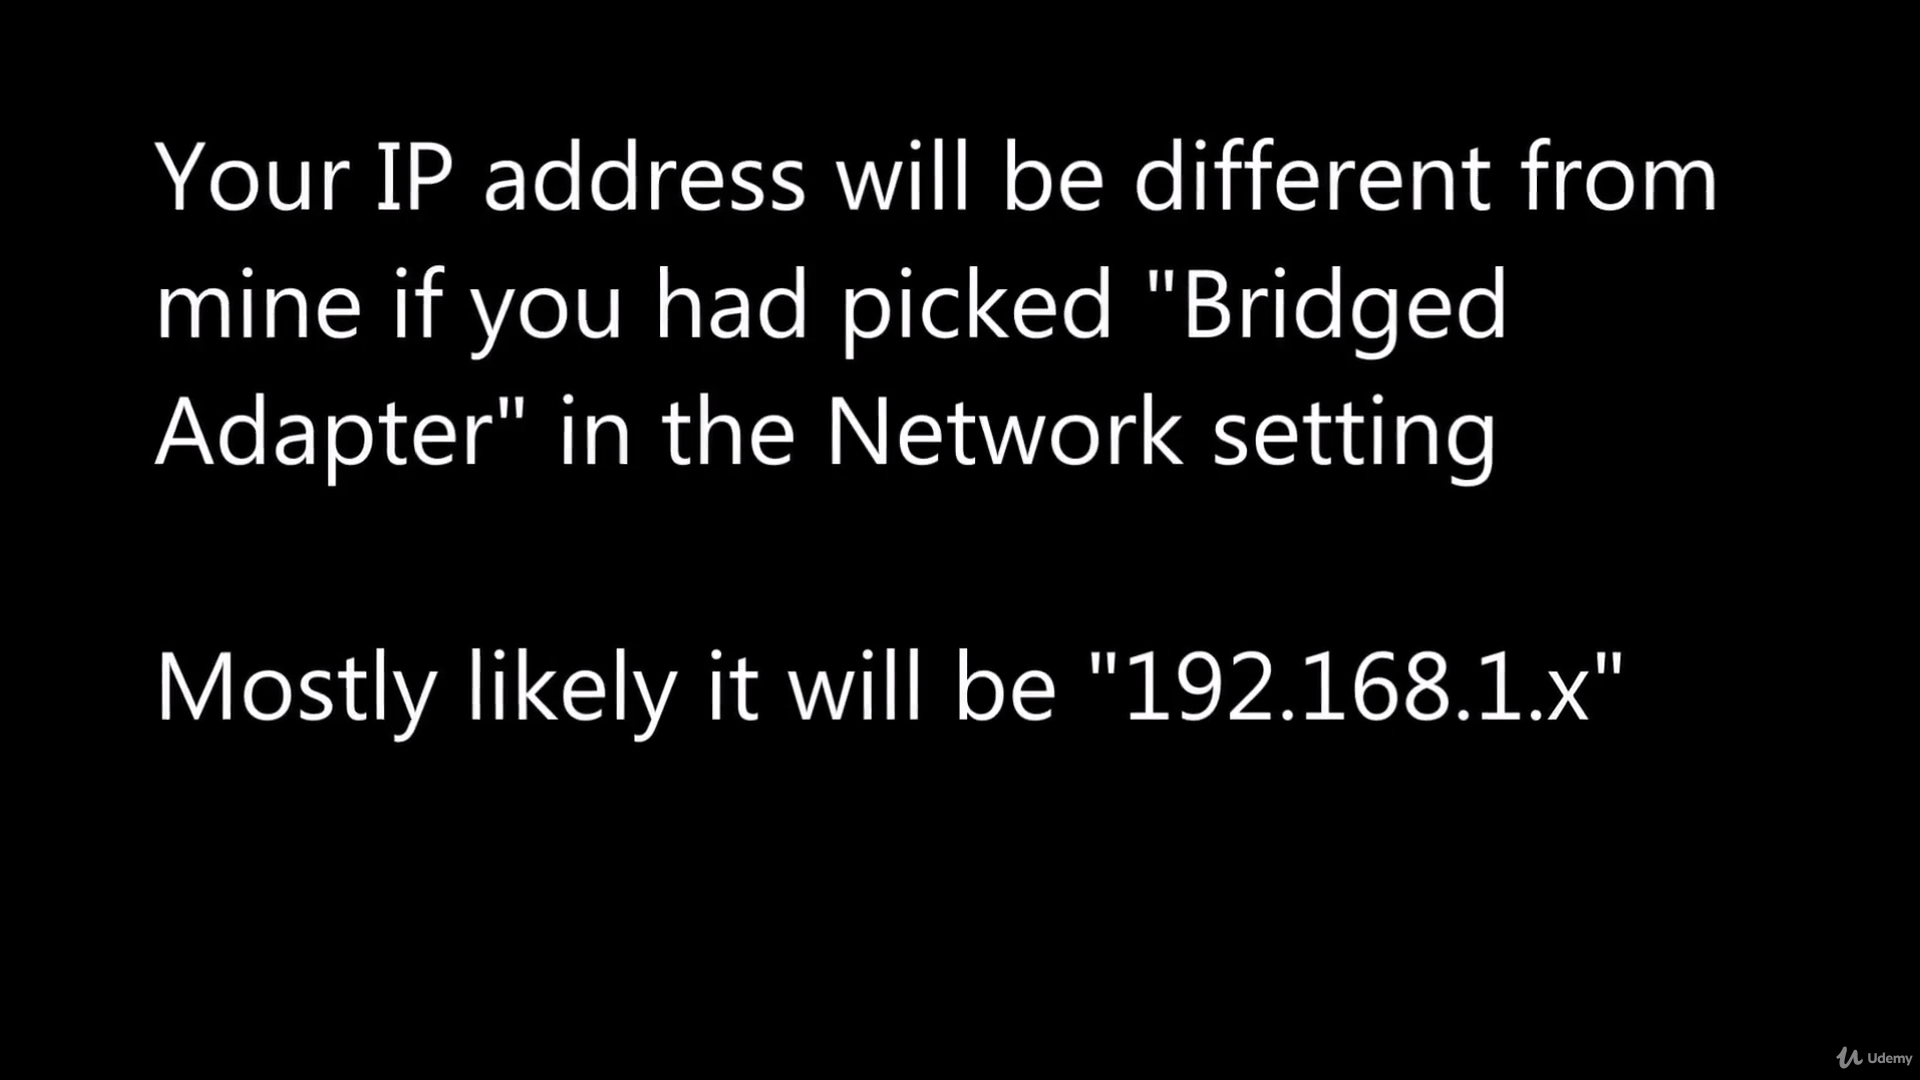 Your IP address will be different from
mine if you had picked "Bridged
Adapter" in the Network setting
Mostly likely it will be "192.168.1.x"
Udemy